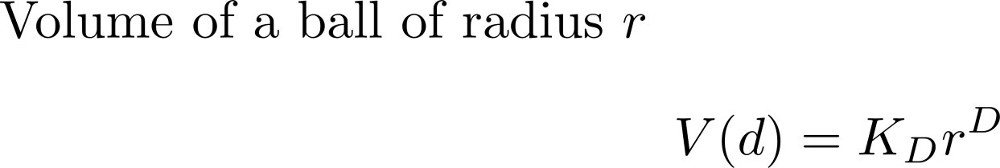 Volume of a ball of radius r
V(d) = K_D r^D